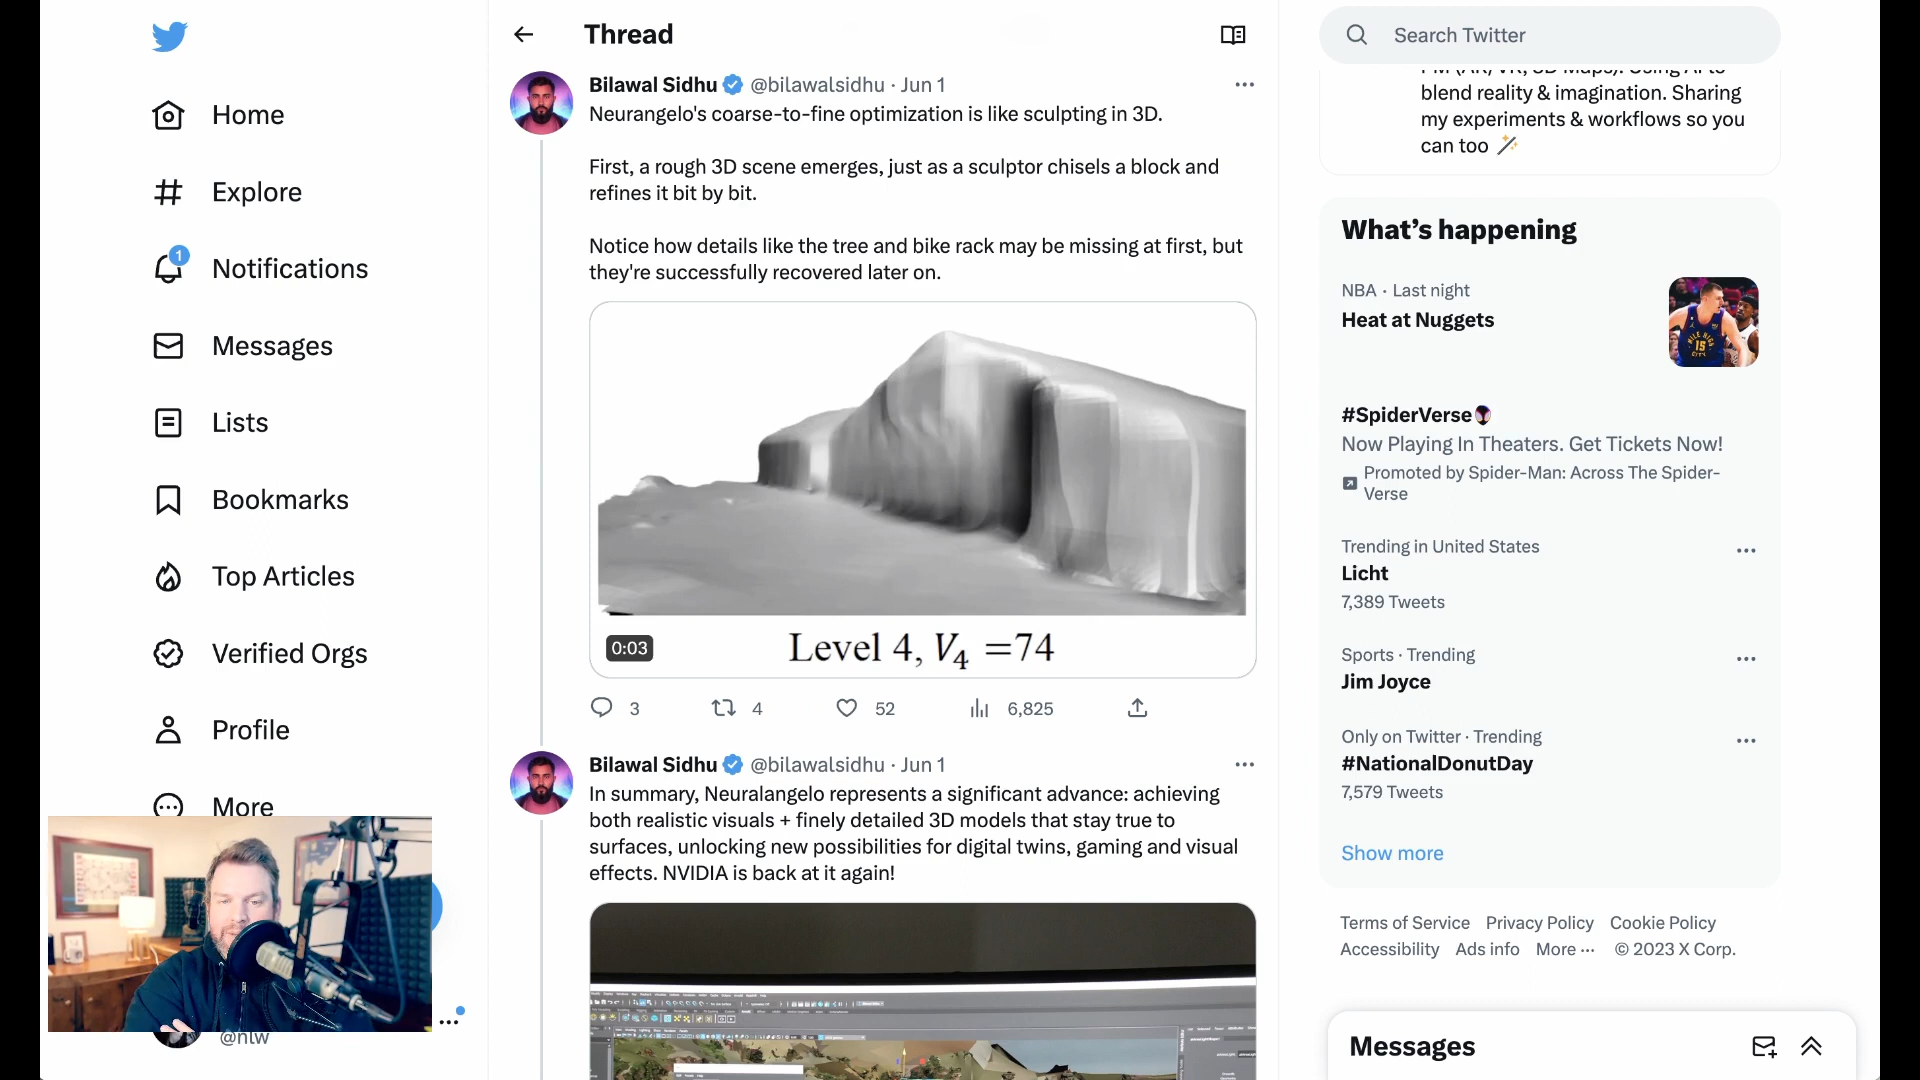 Home
Explore
1
Notifications
Messages
Lists
Bookmarks
Top Articles
Verified Orgs
Profile
More
@nlw
Thread
Bilawal Sidhu @bilawalsidhu · Jun 1
Neurangelo's coarse-to-fine optimization is like sculpting in 3D.
First, a rough 3D scene emerges, just as a sculptor chisels a block and
refines it bit by bit.
Notice how details like the tree and bike rack may be missing at first, but
they're successfully recovered later on.
0:03
Level 4, V₄ =74
3 4 52 6,825
Bilawal Sidhu @bilawalsidhu · Jun 1
In summary, Neuralangelo represents a significant advance: achieving
both realistic visuals + finely detailed 3D models that stay true to
surfaces, unlocking new possibilities for digital twins, gaming and visual
effects. NVIDIA is back at it again!
Search Twitter
PM (AR/VR, 3D Maps). Using AI to
blend reality & imagination. Sharing
my experiments & workflows so you
can too
What's happening
NBA · Last night
Heat at Nuggets
15
#SpiderVerse
Now Playing In Theaters. Get Tickets Now!
Promoted by Spider-Man: Across The Spider-
Verse
Trending in United States
Licht
7,389 Tweets
Sports · Trending
Jim Joyce
Only on Twitter · Trending
#NationalDonutDay
7,579 Tweets
Show more
Terms of Service Privacy Policy Cookie Policy
Accessibility Ads info More ··· © 2023 X Corp.
Messages